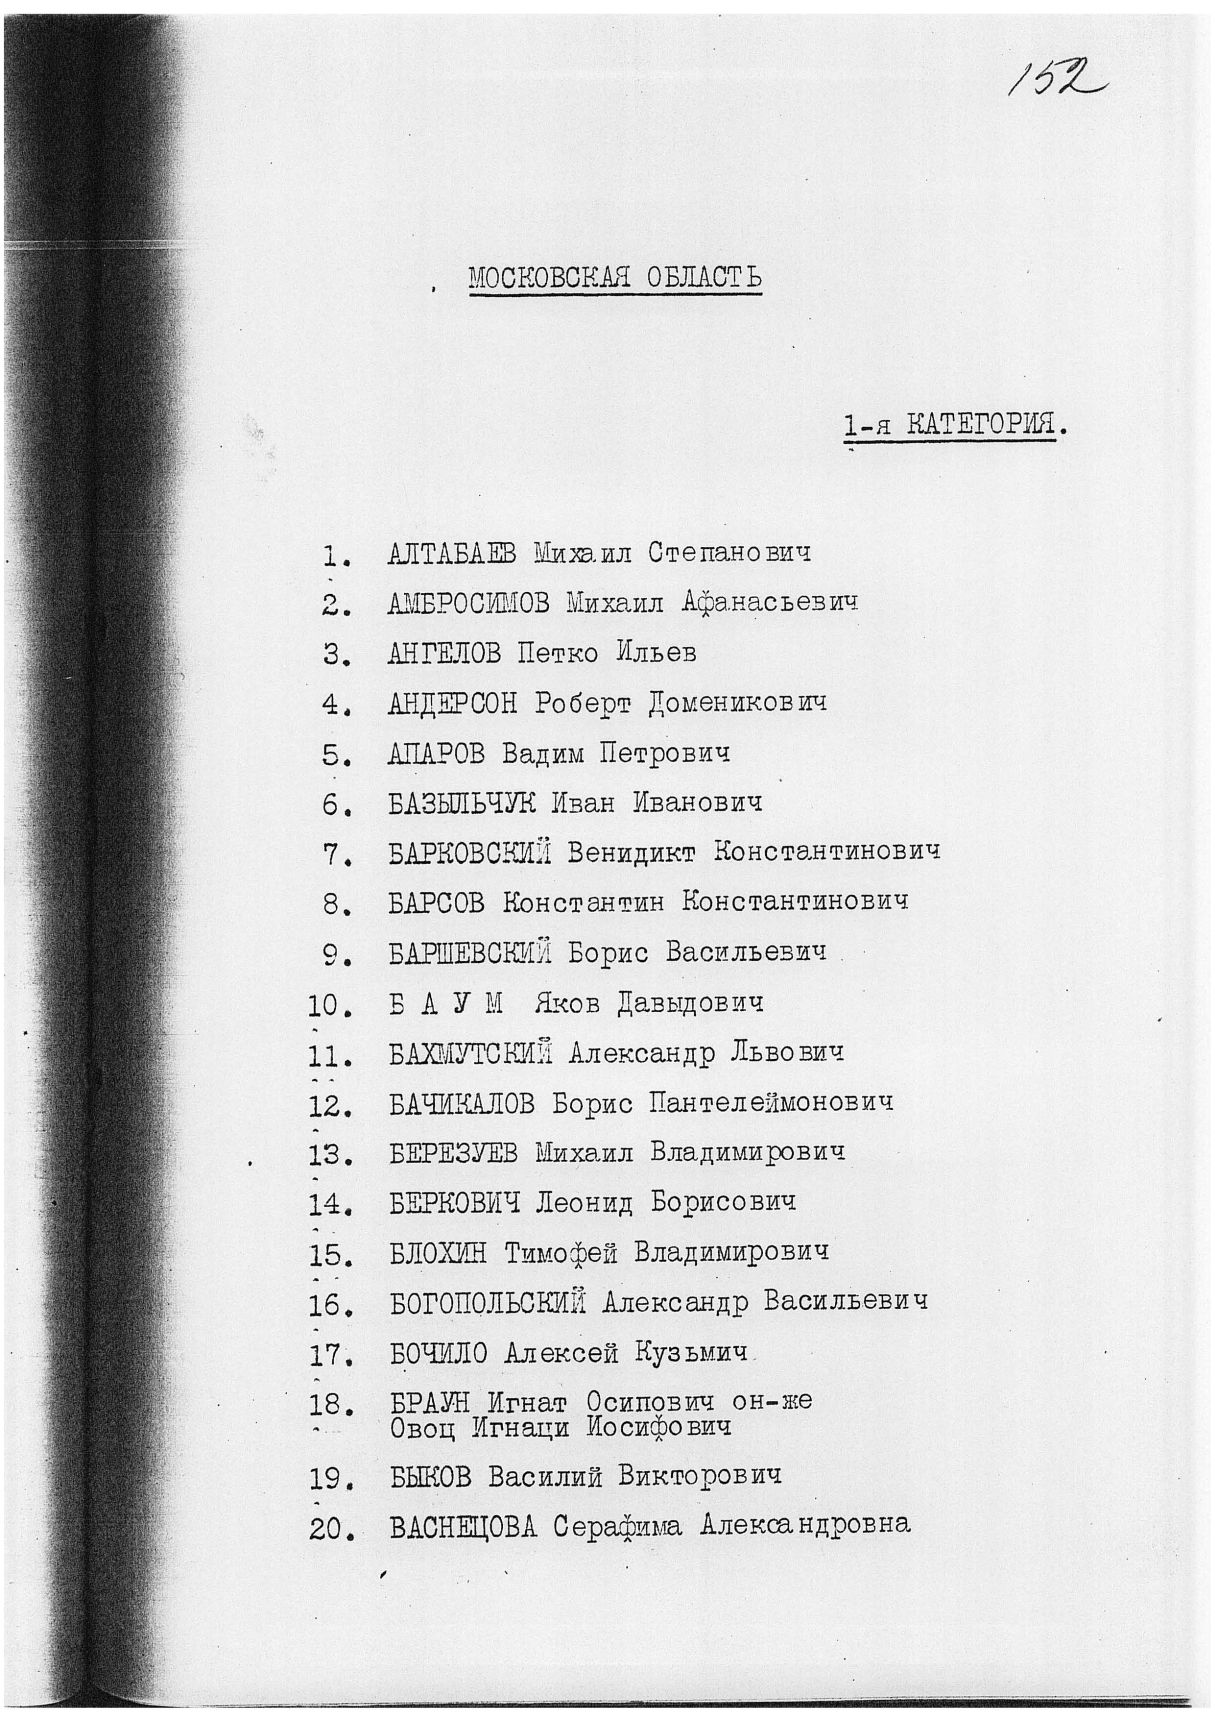 152
МОСКОВСКАЯ ОБЛАСТЬ
1-я КАТЕГОРИЯ.
1. АЛТАБАЕВ Михаил Степанович
2. АМБРОСИМОВ Михаил Афанасьевич
3. АНГЕЛОВ Петко Ильев
4. АНДЕРСОН Роберт Доменикович
5. АПАРОВ Вадим Петрович
6. БАЗЫЛЬЧУК Иван Иванович
7. БАРКОВСКИЙ Венидикт Константинович
8. БАРСОВ Константин Константинович
9. БАРШЕВСКИЙ Борис Васильевич
10. Б А У М Яков Давыдович
11. БАХМУТСКИЙ Александр Львович
12. БАЧИКАЛОВ Борис Пантелеймонович
13. БЕРЕЗУЕВ Михаил Владимирович
14. БЕРКОВИЧ Леонид Борисович
15. БЛОХИН Тимофей Владимирович
16. БОГОПОЛЬСКИЙ Александр Васильевич
17. БОЧИЛО Алексей Кузьмич
18. БРАУН Игнат Осипович он-же
Овоц Игнаци Иосифович
19. БЫКОВ Василий Викторович
20. ВАСНЕЦОВА Серафима Александровна